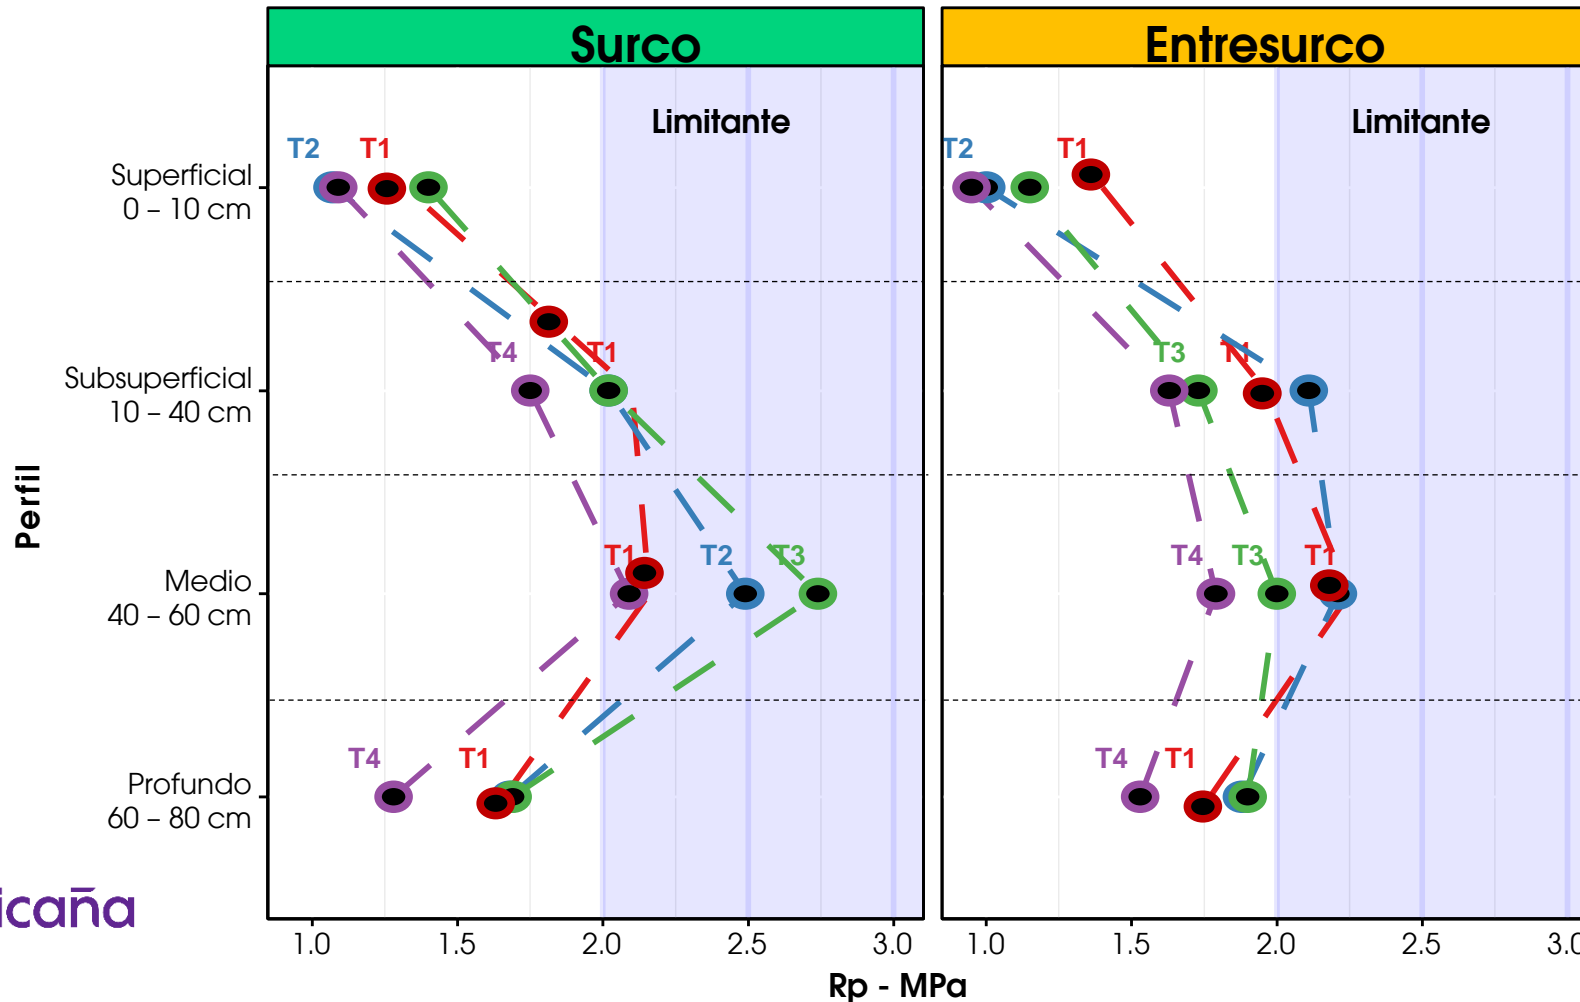 Surco
Entresurco
Limitante
Limitante
T2
T1
T2
T1
Superficial
0 – 10 cm
T4
T1
T3
T1
Subsuperficial
10 – 40 cm
Perfil
T1
T2
T3
T4
T3
T1
Medio
40 – 60 cm
T4
T1
T4
T1
Profundo
60 – 80 cm
icaña
1.0
1.5
2.0
2.5
3.0
1.0
1.5
2.0
2.5
3.0
Rp - MPa